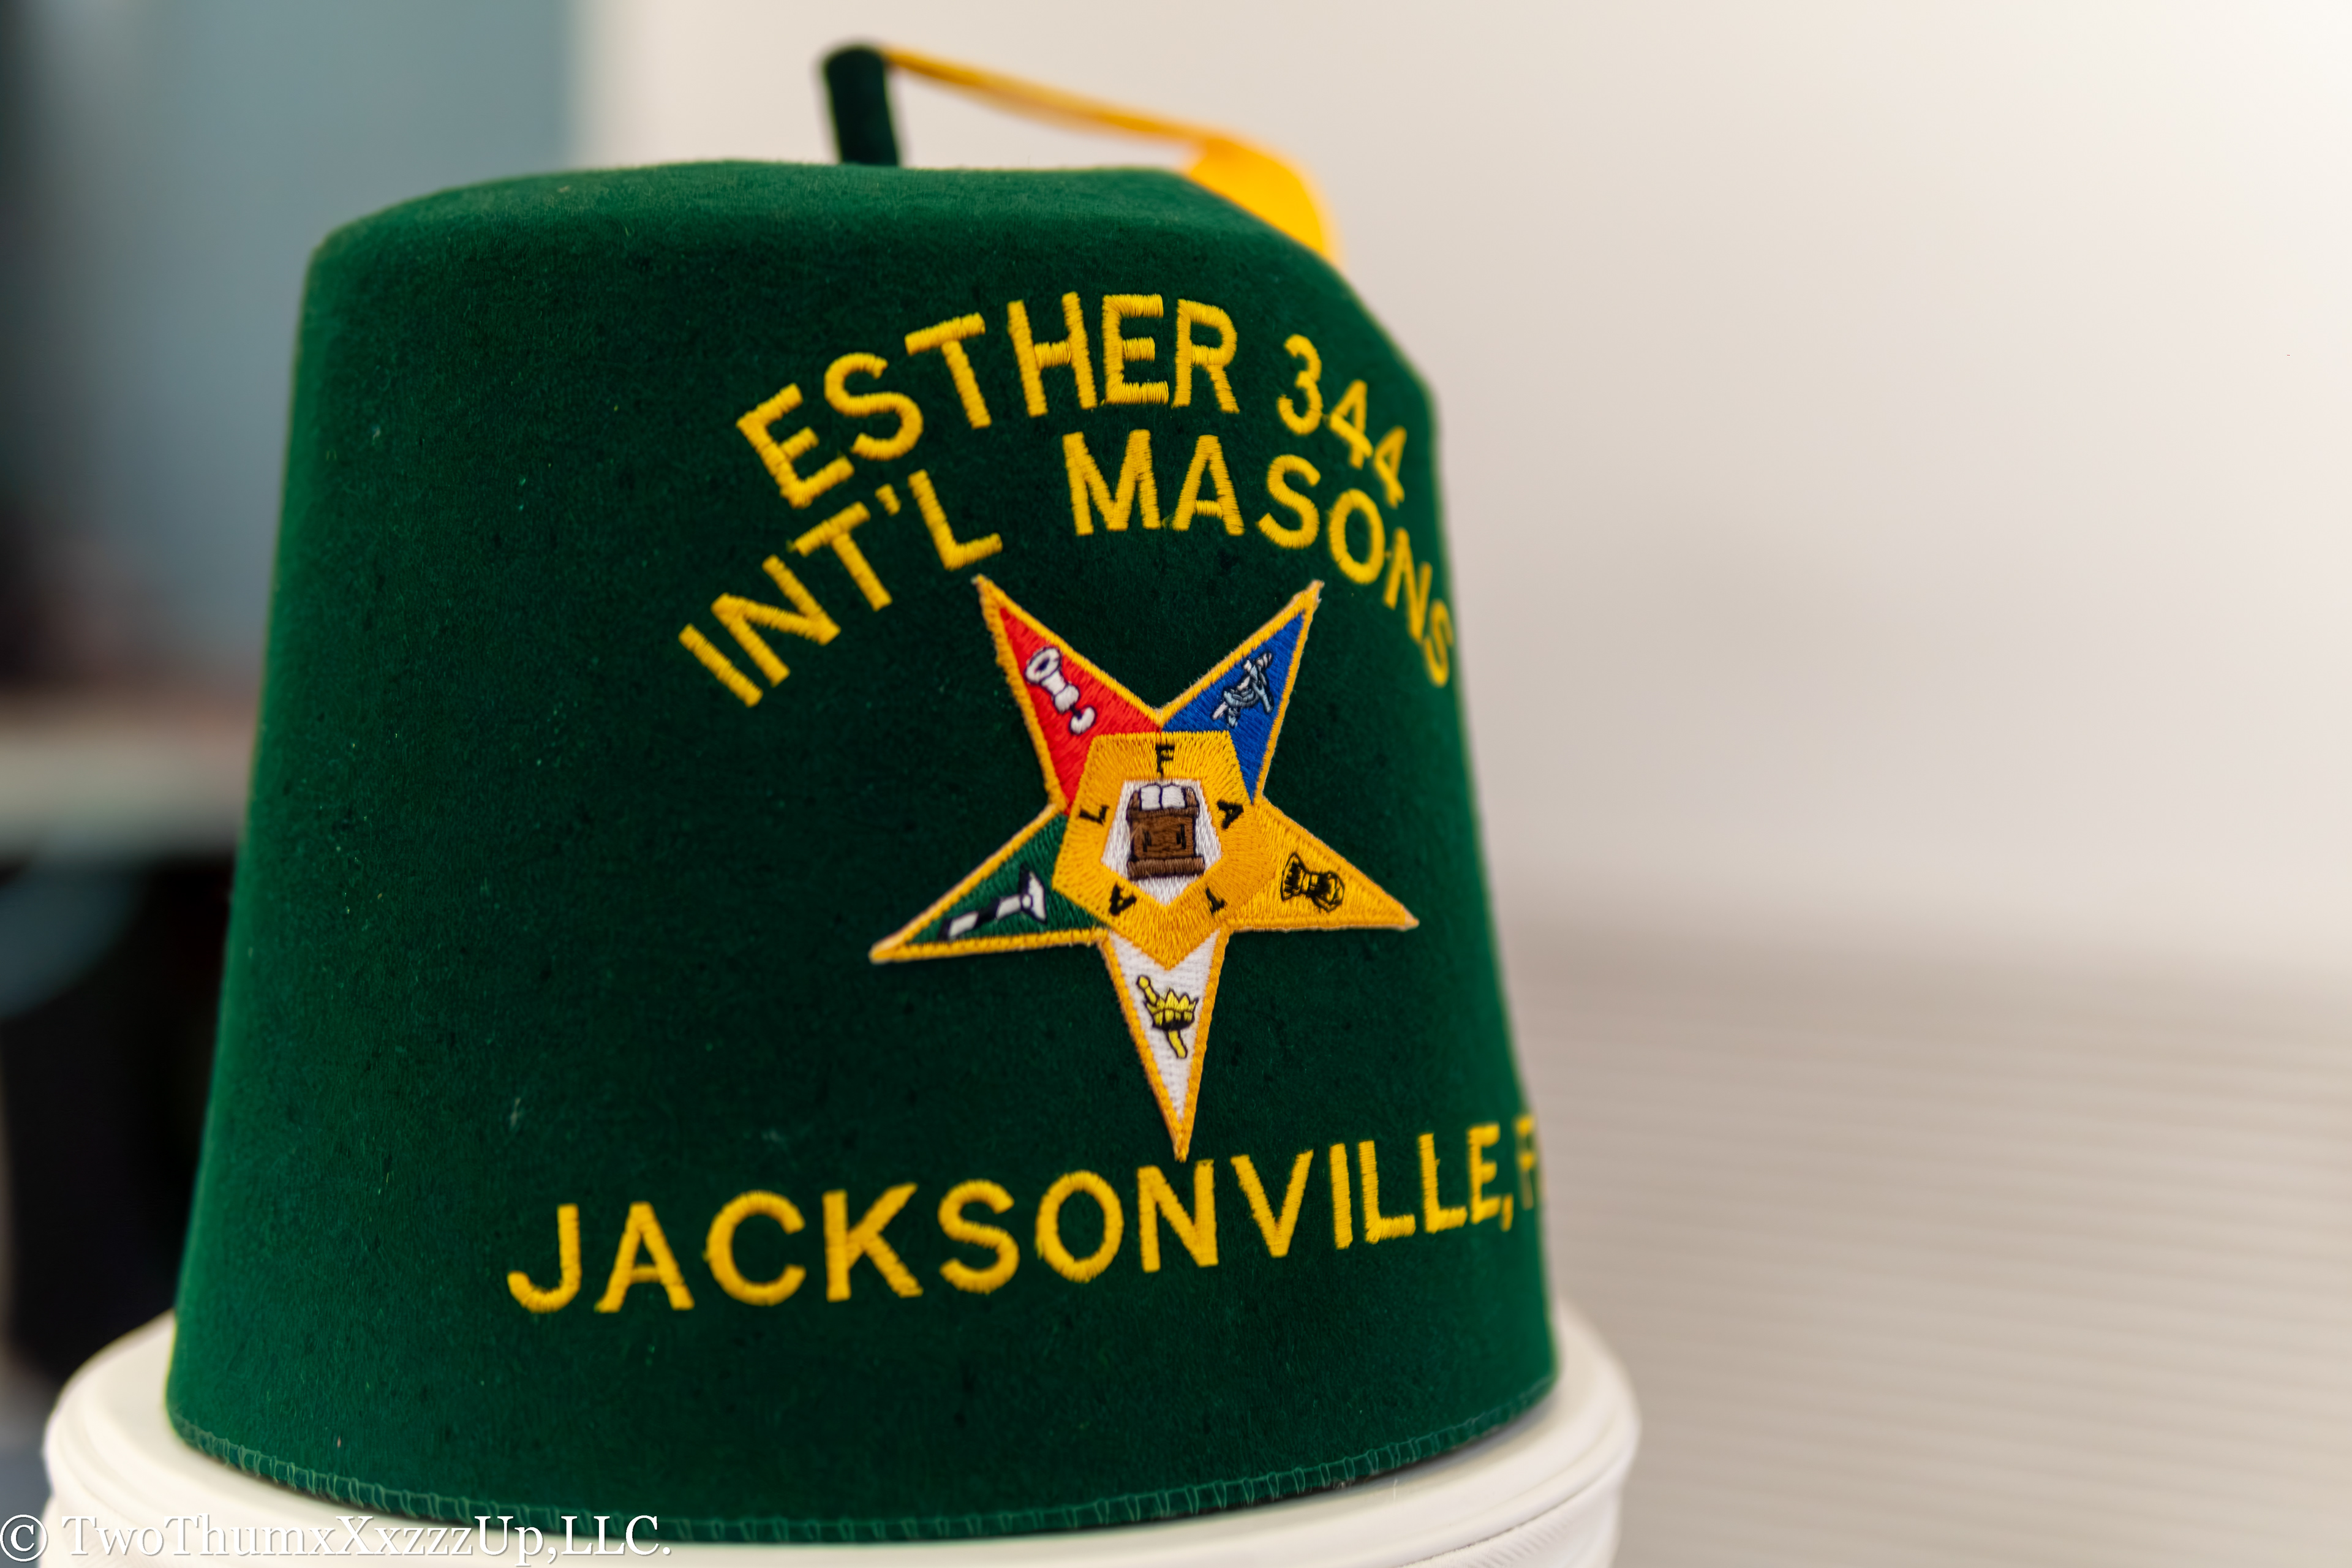 ESTHER 344
INT'L MASONS
F
A
T
A
L
JACKSONVILLE, F
© TwoThumxXxzzzUp,LLC.